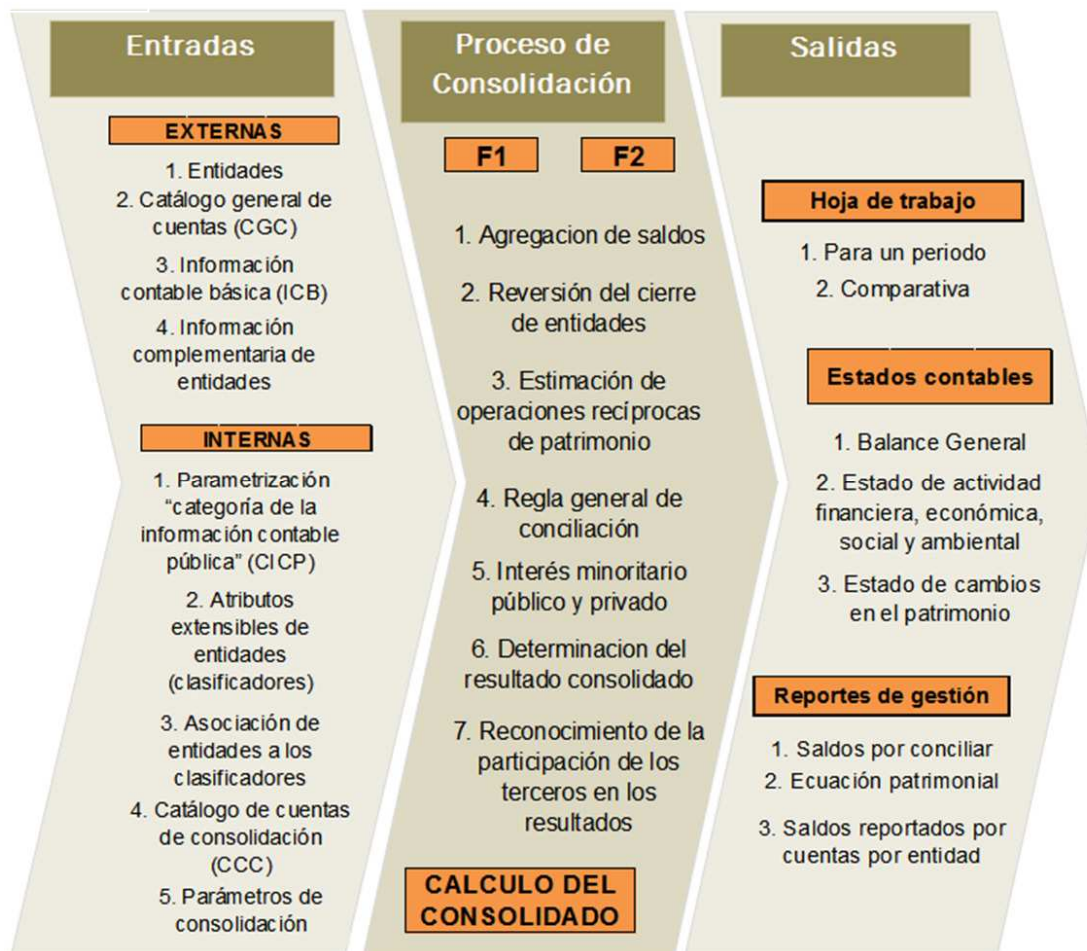 Entradas
EXTERNAS
1. Entidades
2. Catálogo general de
cuentas (CGC)
3. Información
contable básica (ICB)
4. Información
complementaria de
entidades
INTERNAS
1. Parametrización
“categoría de la
información contable
pública” (CICP)
2. Atributos
extensibles de
entidades
(clasificadores)
3. Asociación de
entidades a los
clasificadores
4. Catálogo de cuentas
de consolidación
(CCC)
5. Parámetros de
consolidación
Proceso de
Consolidación
F1 F2
1. Agregacion de saldos
2. Reversión del cierre
de entidades
3. Estimación de
operaciones recíprocas
de patrimonio
4. Regla general de
conciliación
5. Interés minoritario
público y privado
6. Determinacion del
resultado consolidado
7. Reconocimiento de la
participación de los
terceros en los
resultados
CALCULO DEL
CONSOLIDADO
Salidas
Hoja de trabajo
1. Para un periodo
2. Comparativa
Estados contables
1. Balance General
2. Estado de actividad
financiera, económica,
social y ambiental
3. Estado de cambios
en el patrimonio
Reportes de gestión
1. Saldos por conciliar
2. Ecuación patrimonial
3. Saldos reportados por
cuentas por entidad